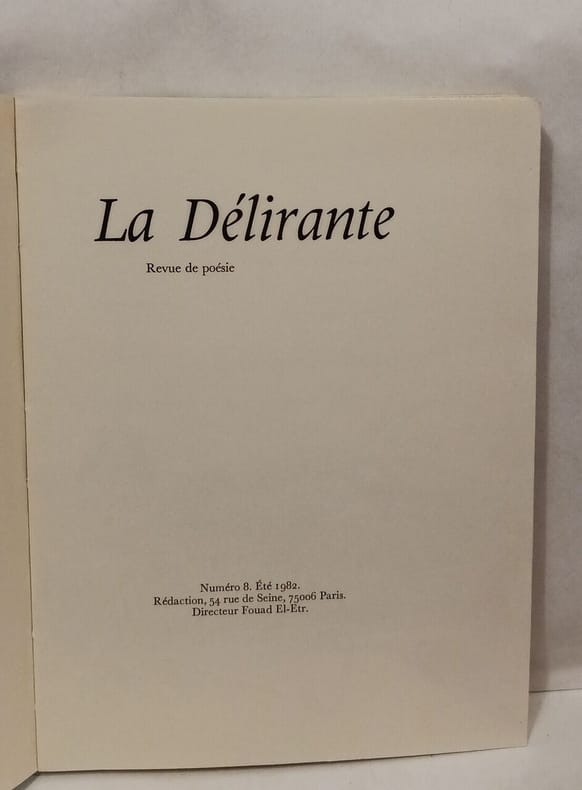 La Délirante
Revue de poésie
Numéro 8. Été 1982.
Rédaction, 54 rue de Seine, 75006 Paris.
Directeur Fouad El-Etr.